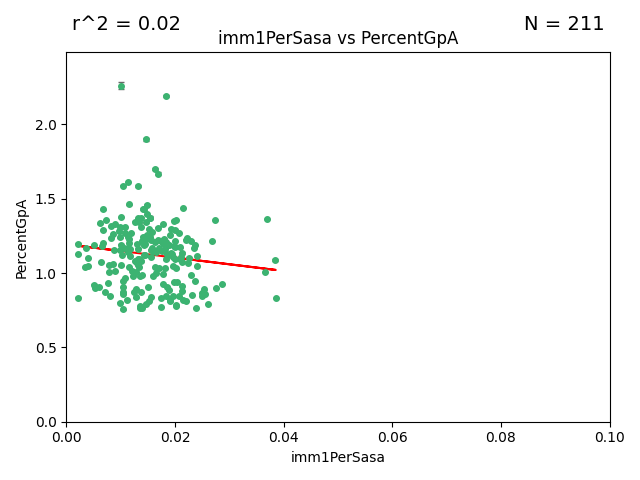 r^2 = 0.02
N = 211
imm1PerSasa vs PercentGpA
PercentGpA
2.0
1.5
1.0
0.5
0.0
0.00 0.02 0.04 0.06 0.08 0.10
imm1PerSasa